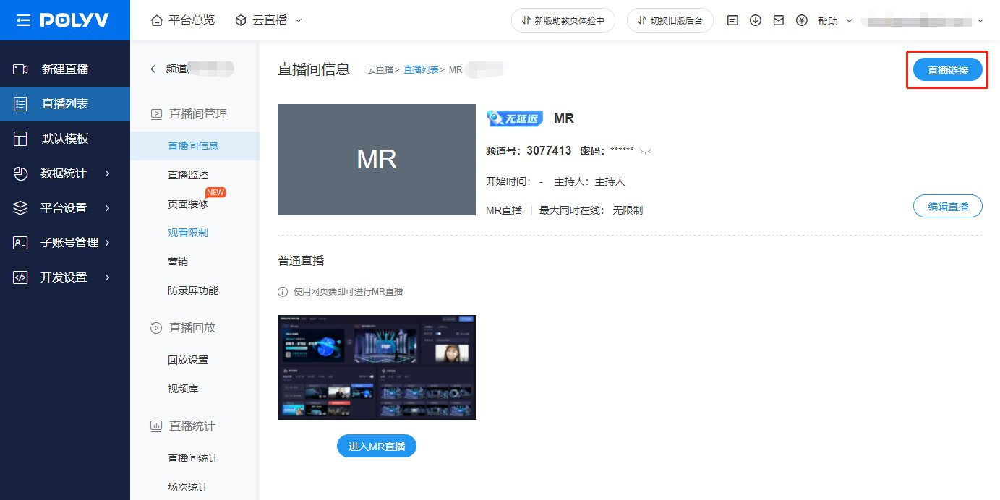 POLYV
平台总览
云直播
新版助教页体验中
切换旧版后台
帮助
新建直播
直播列表
默认模板
数据统计
平台设置
子账号管理
开发设置
频道
直播间管理
直播间信息
直播监控
NEW
页面装修
观看限制
营销
防录屏功能
直播回放
回放设置
视频库
直播统计
直播间统计
场次统计
直播间信息
云直播> 直播列表> MR
直播链接
MR
无延迟 MR
频道号：3077413 密码：******
开始时间： - 主持人：主持人
MR直播 最大同时在线： 无限制
编辑直播
普通直播
使用网页端即可进行MR直播
进入MR直播